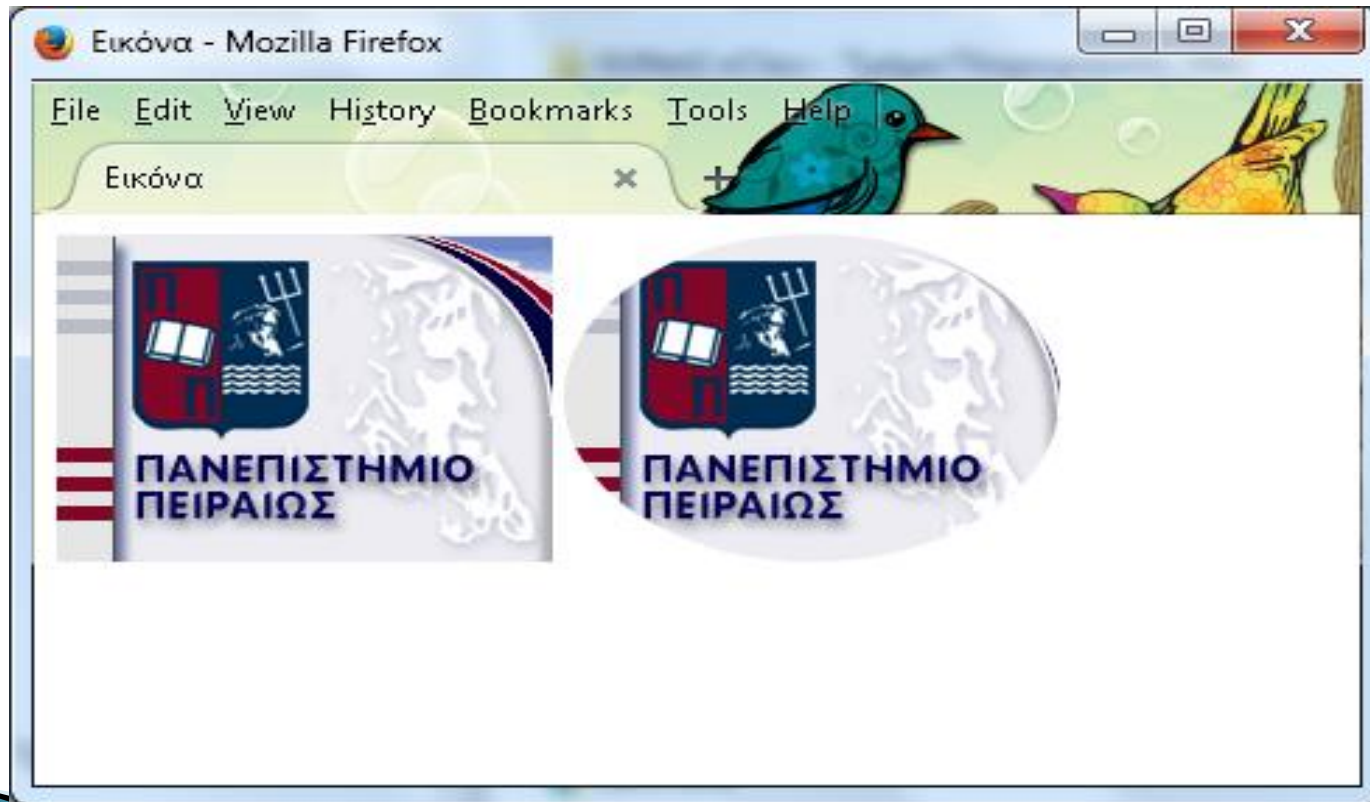 Εικόνα - Mozilla Firefox
File Edit View History Bookmarks Tools Help
Εικόνα
ΠΑΝΕΠΙΣΤΗΜΙΟ
ΠΕΙΡΑΙΩΣ
ΠΑΝΕΠΙΣΤΗΜΙΟ
ΠΕΙΡΑΙΩΣ